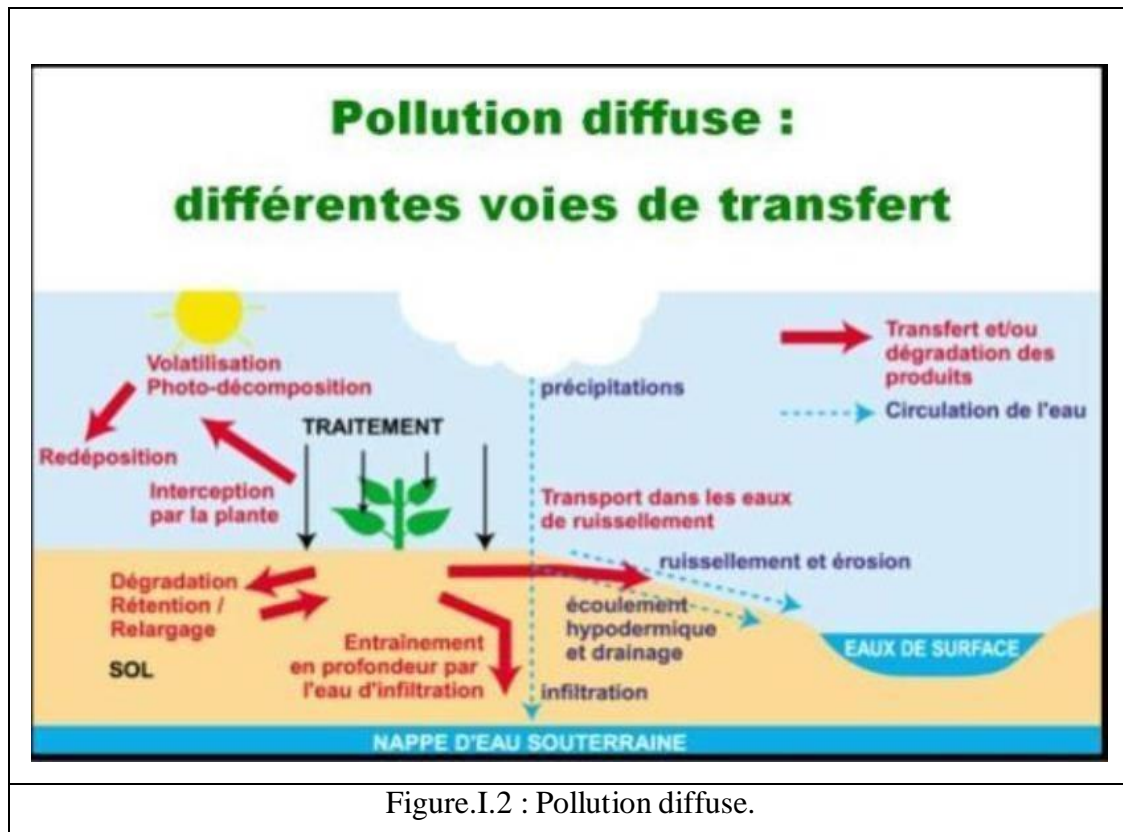 Pollution diffuse :
différentes voies de transfert
Volatilisation
Photo-décomposition
Redéposition
Interception
par la plante
TRAITEMENT
précipitations
Transfert et/ou
dégradation des
produits
Circulation de l'eau
Transport dans les eaux
de ruissellement
ruissellement et érosion
Dégradation
Rétention /
Relargage
SOL
Entraînement
en profondeur par
l'eau d'infiltration
écoulement
hypodermique
et drainage
infiltration
EAUX DE SURFACE
NAPPE D'EAU SOUTERRAINE
Figure.I.2 : Pollution diffuse.